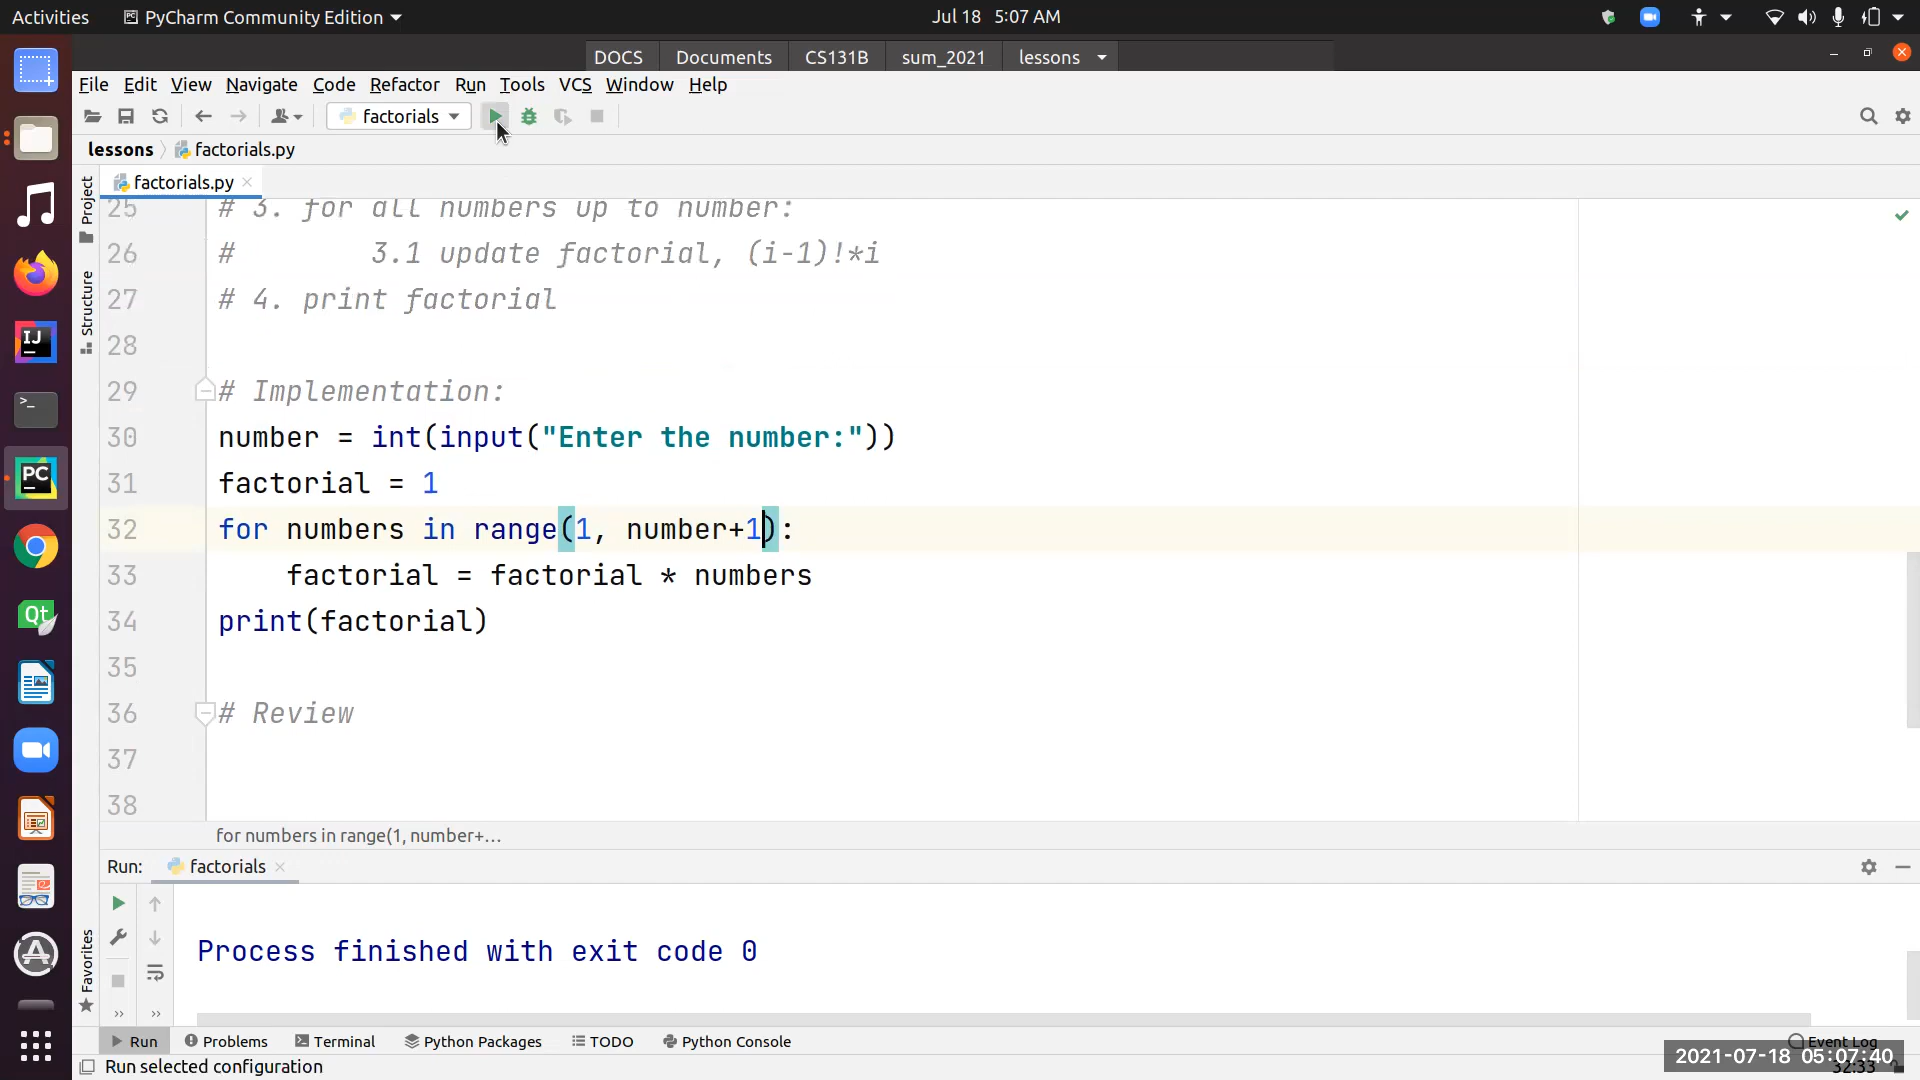 Activities PyCharm Community Edition Jul 18 5:07 AM
DOCS Documents CS131B sum_2021 lessons
File Edit View Navigate Code Refactor Run Tools VCS Window Help
factorials
lessons factorials.py
factorials.py
Project
Structure
Favorites
25 # 3. for all numbers up to number:
26 # 3.1 update factorial, (i-1)!*i
27 # 4. print factorial
28
29 # Implementation:
30 number = int(input("Enter the number:"))
31 factorial = 1
32 for numbers in range(1, number+1):
33 factorial = factorial * numbers
34 print(factorial)
35
36 # Review
37
38
for numbers in range(1, number+...
Run: factorials
Process finished with exit code 0
Run Problems Terminal Python Packages TODO Python Console Event Log
Run selected configuration
32:33
2021-07-18 05:07:40
IJ
PC
Qt